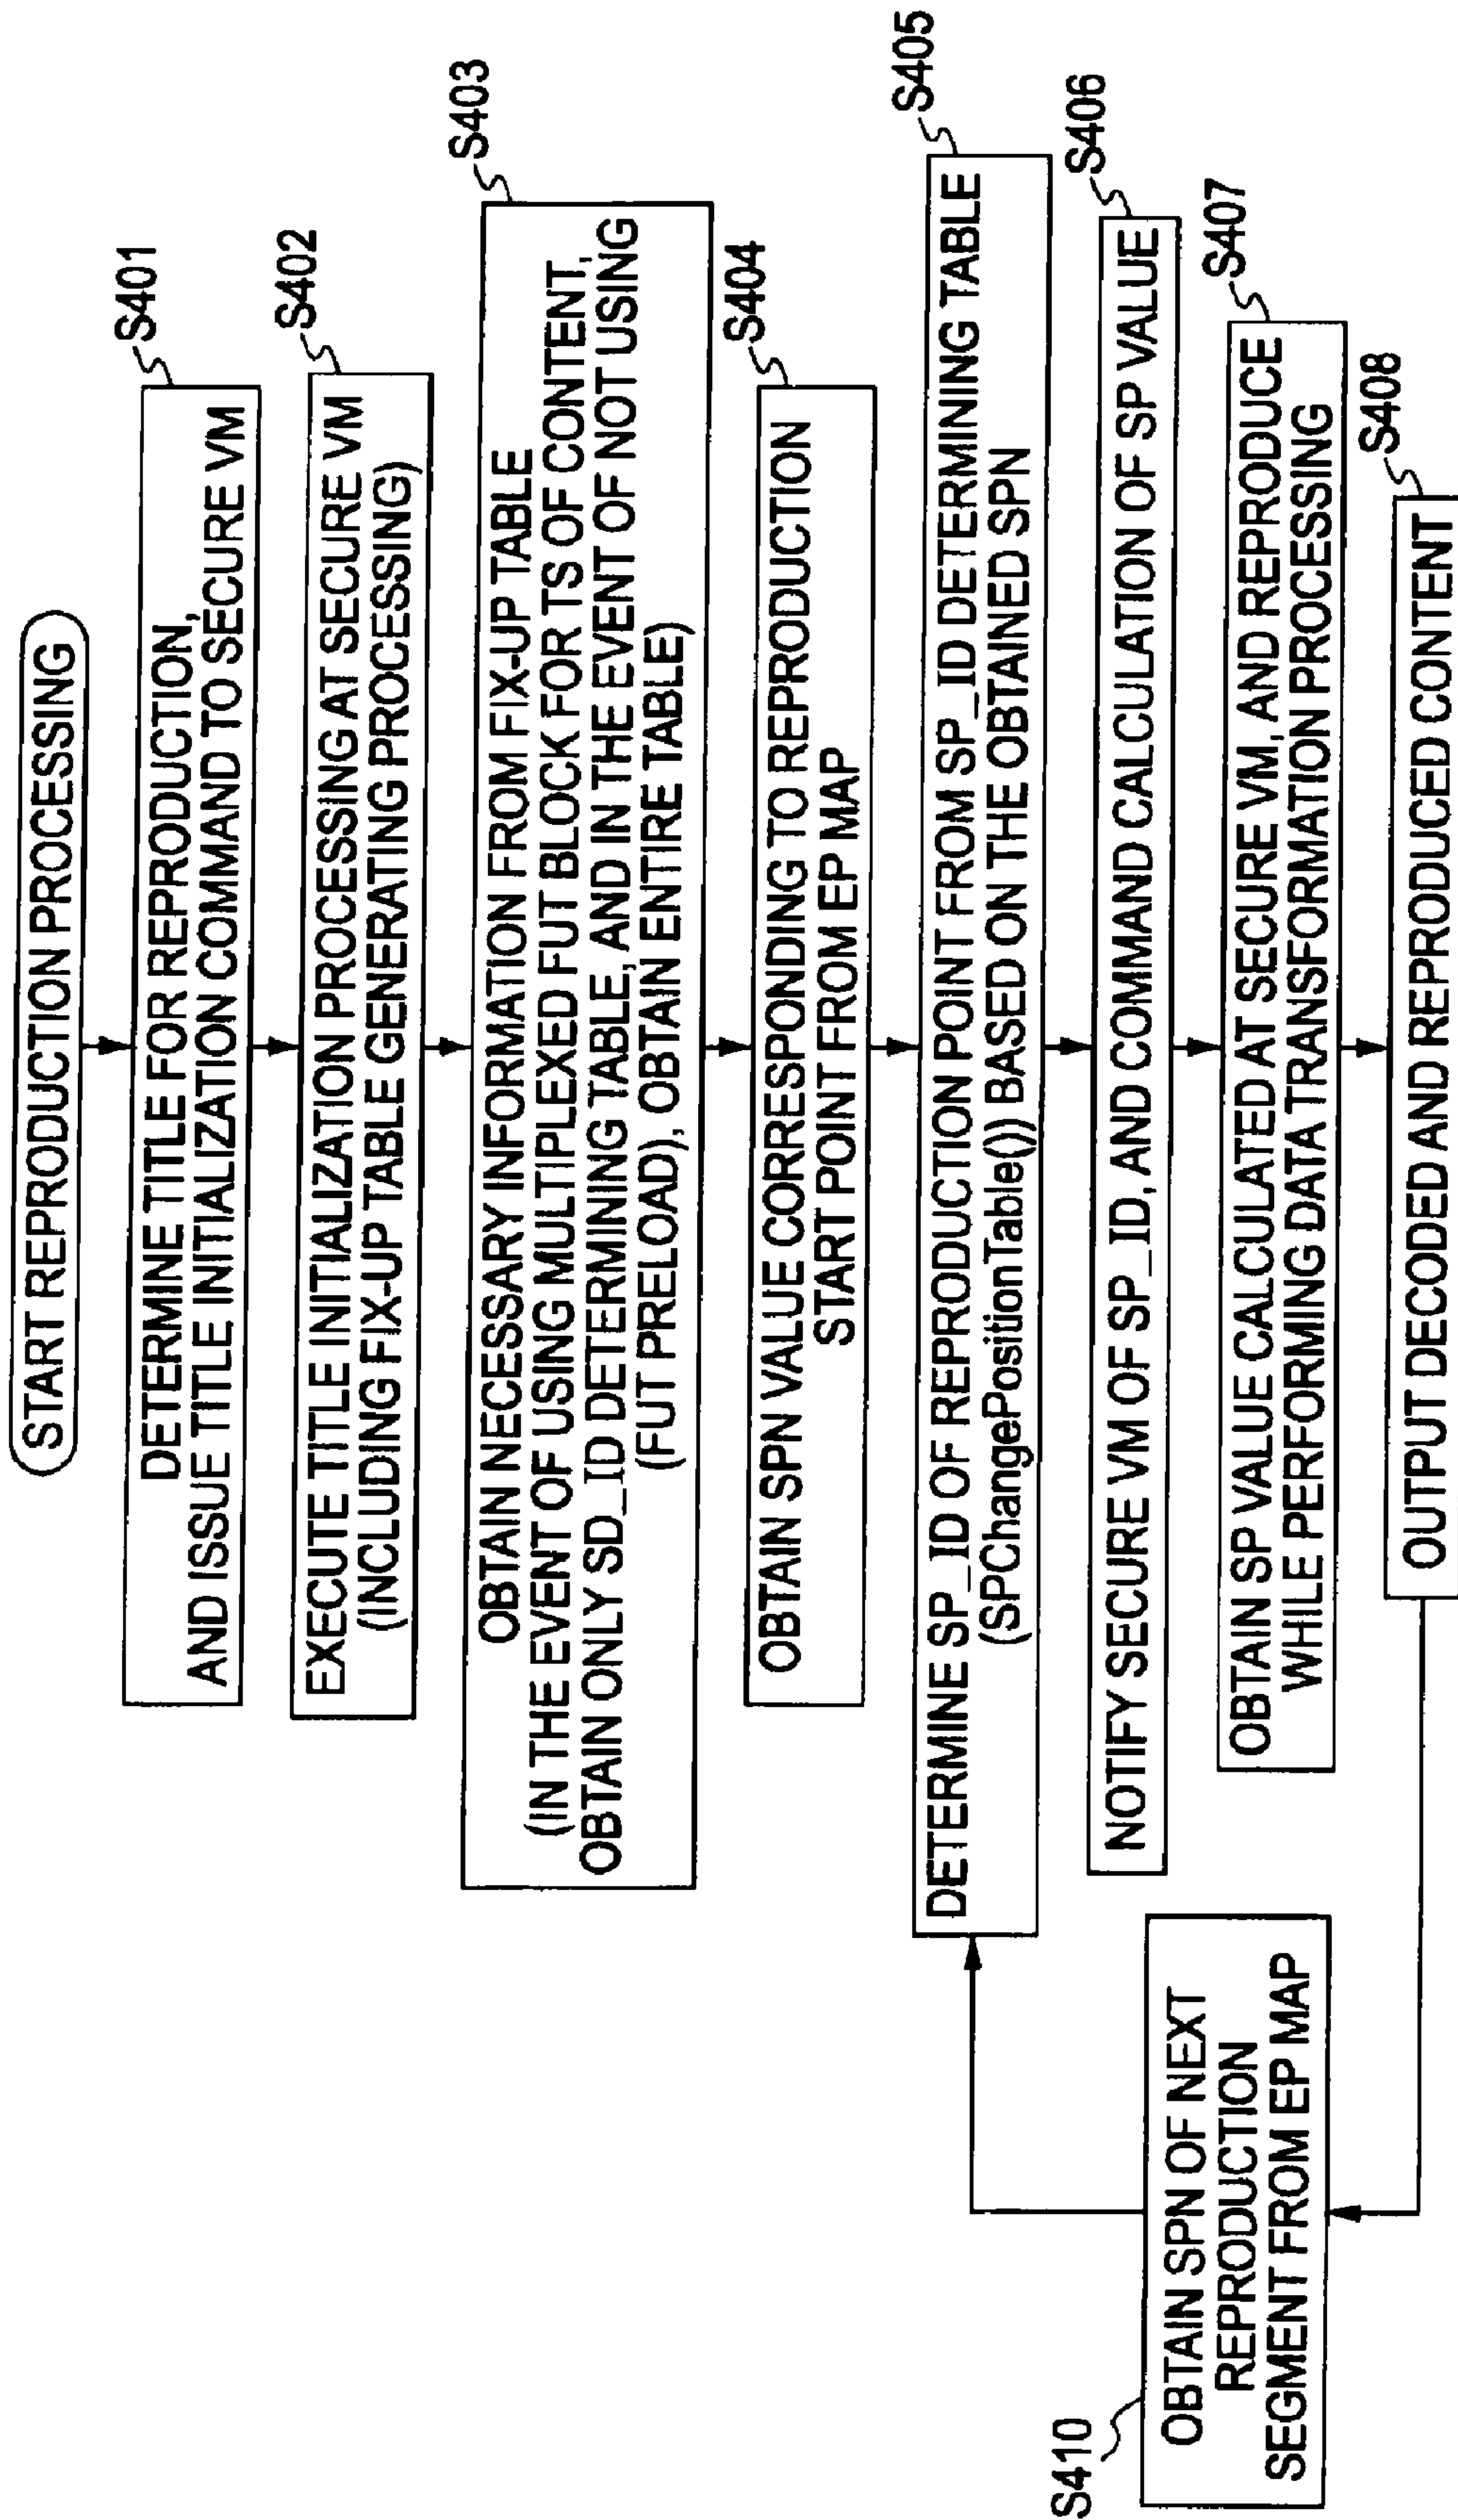 START REPRODUCTION PROCESSING
S401
DETERMINE TITLE FOR REPRODUCTION,
AND ISSUE TITLE INITIALIZATION COMMAND TO SECURE VM
S402
EXECUTE TITLE INITIALIZATION PROCESSING AT SECURE VM
(INCLUDING FIX-UP TABLE GENERATING PROCESSING)
S403
OBTAIN NECESSARY INFORMATION FROM FIX-UP TABLE
(IN THE EVENT OF USING MULTIPLEXED FUT BLOCK FOR TS OF CONTENT,
OBTAIN ONLY SD_ID DETERMINING TABLE, AND IN THE EVENT OF NOT USING
(FUT PRELOAD), OBTAIN ENTIRE TABLE)
S404
OBTAIN SPN VALUE CORRESPONDING TO REPRODUCTION
START POINT FROM EP MAP
S405
DETERMINE SP_ID OF REPRODUCTION POINT FROM SP_ID DETERMINING TABLE
(SPChangePositionTable()) BASED ON THE OBTAINED SPN
S406
NOTIFY SECURE VM OF SP_ID, AND COMMAND CALCULATION OF SP VALUE
S407
OBTAIN SP VALUE CALCULATED AT SECURE VM, AND REPRODUCE
WHILE PERFORMING DATA TRANSFORMATION PROCESSING
S408
OUTPUT DECODED AND REPRODUCED CONTENT
S410
OBTAIN SPN OF NEXT
REPRODUCTION
SEGMENT FROM EP MAP